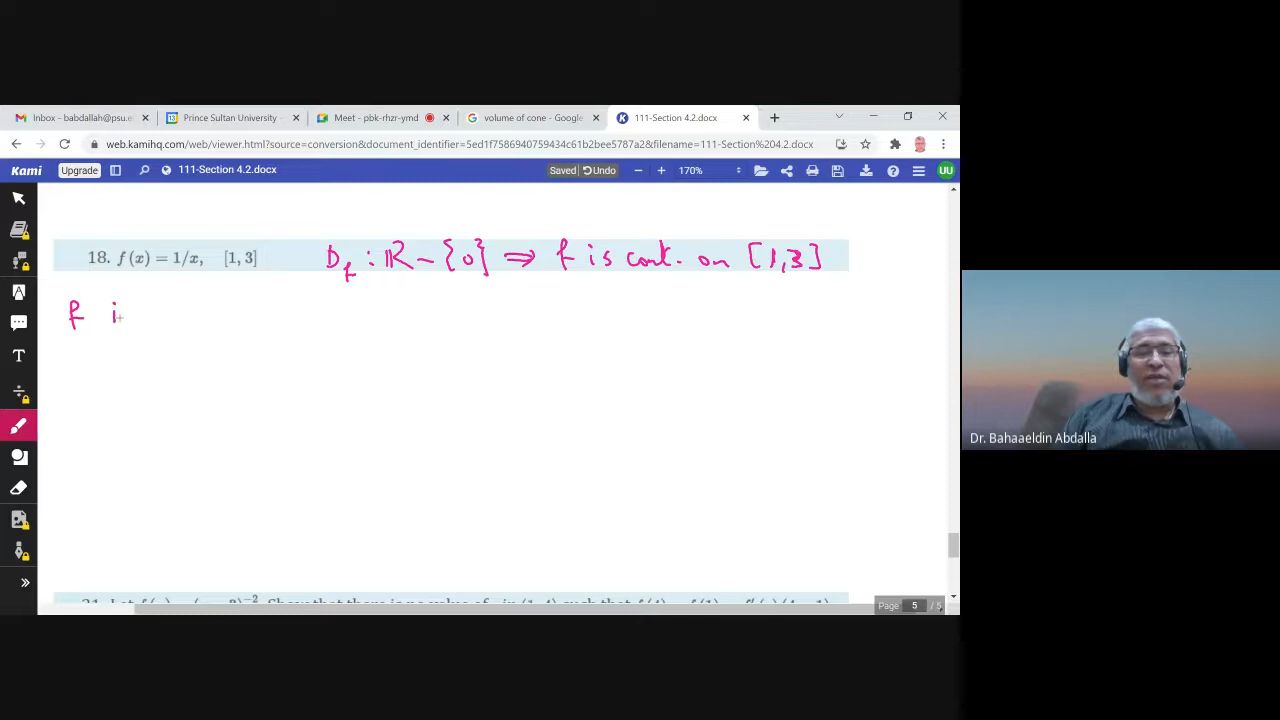 Inbox - babdallah@psu.e
Prince Sultan University -
Meet - pbk-rhzr-ymd
volume of cone - Google
111-Section 4.2.docx
web.kamihq.com/web/viewer.html?source=conversion&document_identifier=5ed1f7586940759434c61b2bee5787a2&filename=111-Section%204.2.docx
Kami Upgrade 111-Section 4.2.docx Saved Undo 170% UU
18. f(x) = 1/x, [1, 3] D_f : ℝ - {0} ⇒ f is cont. on [1,3]
f i
Page 5 / 5
Dr. Bahaaeldin Abdalla